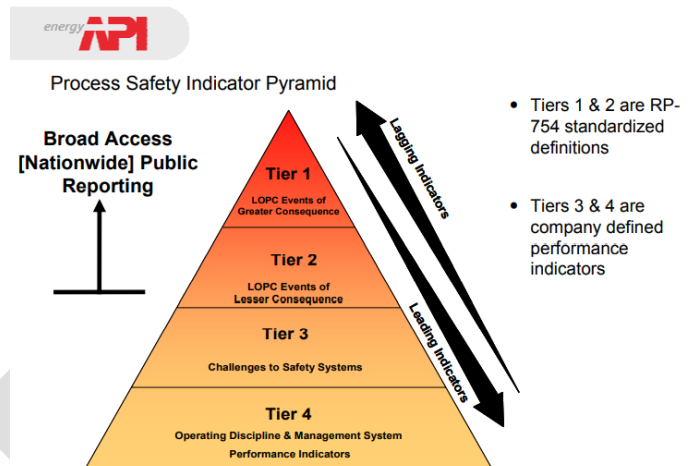 energy API
Process Safety Indicator Pyramid
Broad Access
[Nationwide] Public
Reporting
Tier 1
LOPC Events of
Greater Consequence
Tier 2
LOPC Events of
Lesser Consequence
Tier 3
Challenges to Safety Systems
Tier 4
Operating Discipline & Management System
Performance Indicators
Lagging Indicators
Leading Indicators
• Tiers 1 & 2 are RP-
754 standardized
definitions
• Tiers 3 & 4 are
company defined
performance
indicators